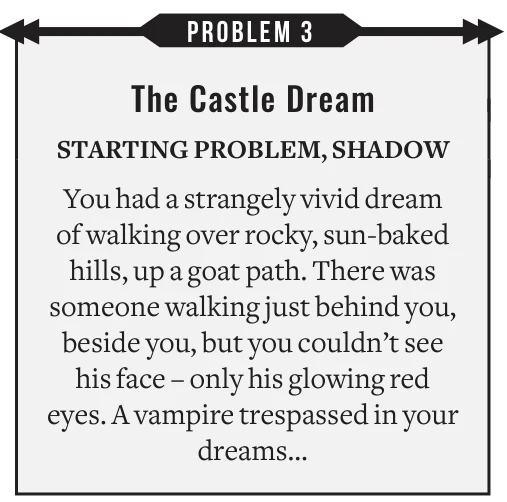 PROBLEM 3
The Castle Dream
STARTING PROBLEM, SHADOW
You had a strangely vivid dream
of walking over rocky, sun-baked
hills, up a goat path. There was
someone walking just behind you,
beside you, but you couldn’t see
his face – only his glowing red
eyes. A vampire trespassed in your
dreams...